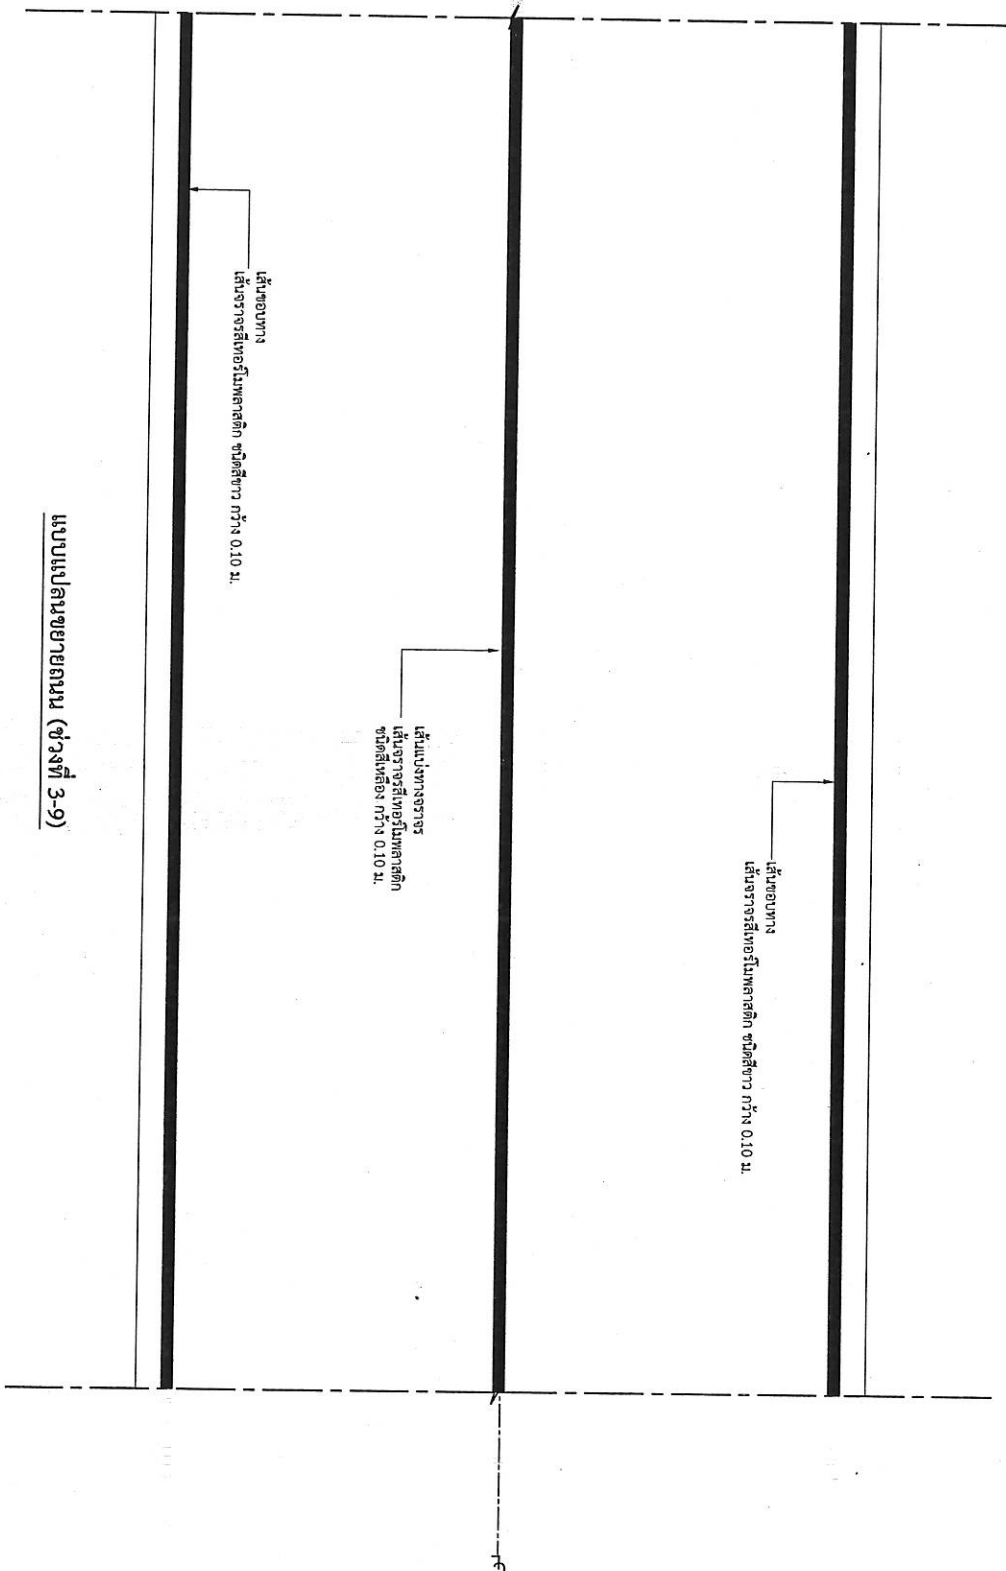 เส้นขอบทาง
เส้นจราจรสีเทอร์โมพลาสติก ชนิดสีขาว กว้าง 0.10 ม.
เส้นแบ่งทางจราจร
เส้นจราจรสีเทอร์โมพลาสติก
ชนิดสีเหลือง กว้าง 0.10 ม.
เส้นขอบทาง
เส้นจราจรสีเทอร์โมพลาสติก ชนิดสีขาว กว้าง 0.10 ม.
แบบแปลนขยายถนน (ช่วงที่ 3-9)